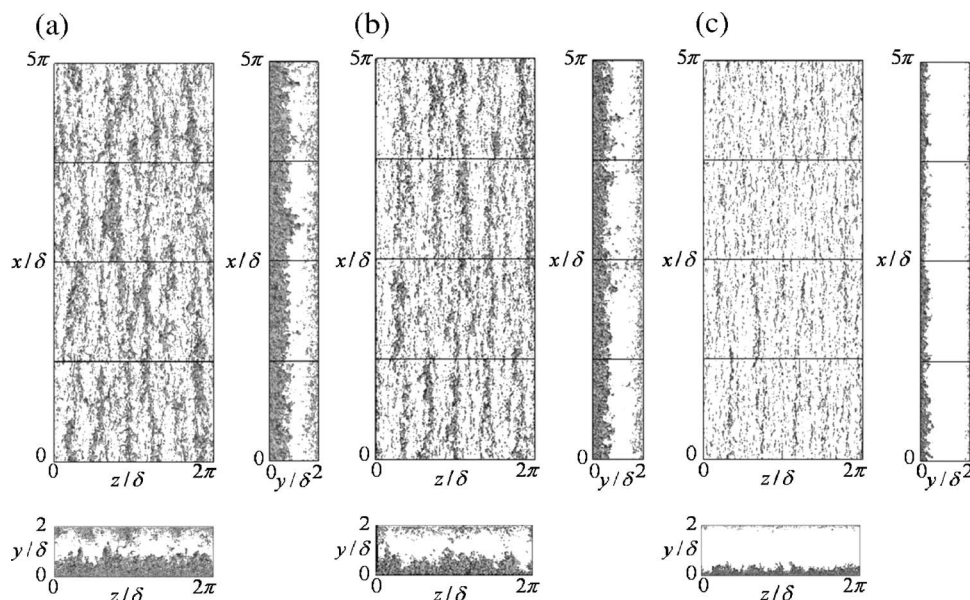 (a) (b) (c)
5π 5π 5π 5π 5π 5π
x/δ x/δ x/δ x/δ x/δ x/δ
0 0 0 0 0 0
0 2π 0 y/δ 2 0 2π 0 y/δ 2 0 2π 0 y/δ 2
z/δ z/δ z/δ
2 2 2
y/δ y/δ y/δ
0 0 0
0 2π 0 2π 0 2π
z/δ z/δ z/δ